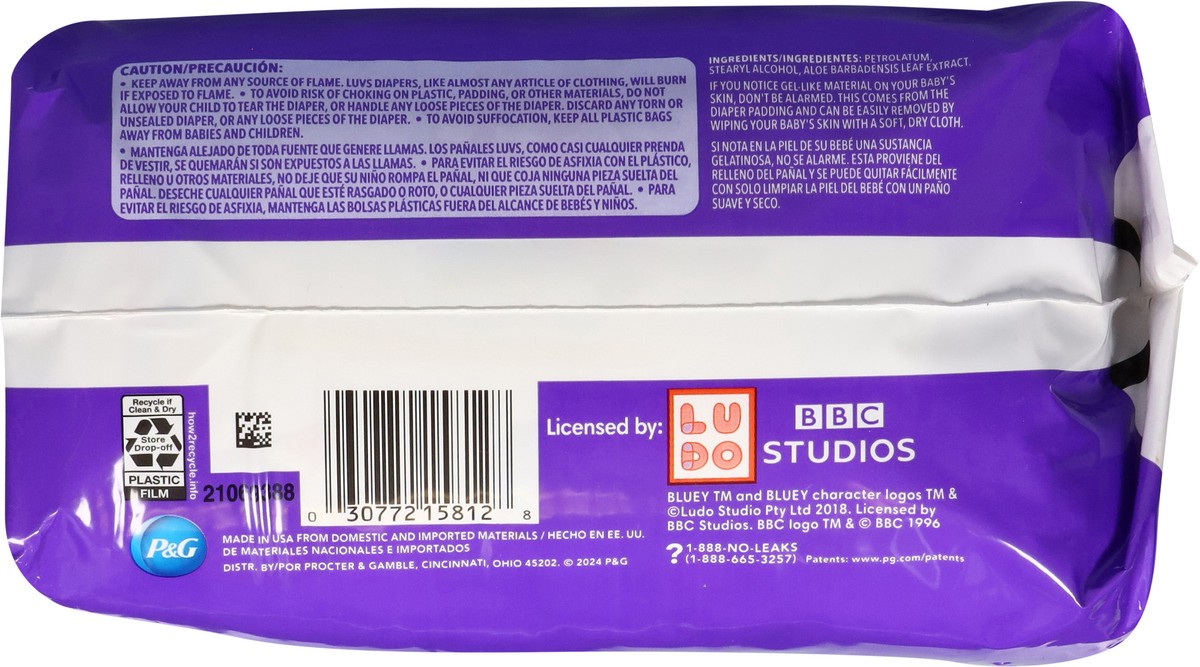 CAUTION/PRECAUCIÓN:
• KEEP AWAY FROM ANY SOURCE OF FLAME. LUVS DIAPERS, LIKE ALMOST ANY ARTICLE OF CLOTHING, WILL BURN
IF EXPOSED TO FLAME. • TO AVOID RISK OF CHOKING ON PLASTIC, PADDING, OR OTHER MATERIALS, DO NOT
ALLOW YOUR CHILD TO TEAR THE DIAPER, OR HANDLE ANY LOOSE PIECES OF THE DIAPER. DISCARD ANY TORN OR
UNSEALED DIAPER, OR ANY LOOSE PIECES OF THE DIAPER. • TO AVOID SUFFOCATION, KEEP ALL PLASTIC BAGS
AWAY FROM BABIES AND CHILDREN.
• MANTENGA ALEJADO DE TODA FUENTE QUE GENERE LLAMAS. LOS PAÑALES LUVS, COMO CASI CUALQUIER PRENDA
DE VESTIR, SE QUEMARÁN SI SON EXPUESTOS A LAS LLAMAS. • PARA EVITAR EL RIESGO DE ASFIXIA CON EL PLÁSTICO,
RELLENO U OTROS MATERIALES, NO DEJE QUE SU NIÑO ROMPA EL PAÑAL, NI QUE COJA NINGUNA PIEZA SUELTA DEL
PAÑAL. DESECHE CUALQUIER PAÑAL QUE ESTÉ RASGADO O ROTO, O CUALQUIER PIEZA SUELTA DEL PAÑAL. • PARA
EVITAR EL RIESGO DE ASFIXIA, MANTENGA LAS BOLSAS PLÁSTICAS FUERA DEL ALCANCE DE BEBÉS Y NIÑOS.
INGREDIENTS/INGREDIENTES: PETROLATUM,
STEARYL ALCOHOL, ALOE BARBADENSIS LEAF EXTRACT.
IF YOU NOTICE GEL-LIKE MATERIAL ON YOUR BABY'S
SKIN, DON'T BE ALARMED. THIS COMES FROM THE
DIAPER PADDING AND CAN BE EASILY REMOVED BY
WIPING YOUR BABY'S SKIN WITH A SOFT, DRY CLOTH.
SI NOTA EN LA PIEL DE SU BEBÉ UNA SUSTANCIA
GELATINOSA, NO SE ALARME. ESTA PROVIENE DEL
RELLENO DEL PAÑAL Y SE PUEDE QUITAR FÁCILMENTE
CON SOLO LIMPIAR LA PIEL DEL BEBÉ CON UN PAÑO
SUAVE Y SECO.
Recycle if
Clean & Dry
Store
Drop-off
PLASTIC
FILM
how2recycle.info
0 30772 15812 8
P&G
MADE IN USA FROM DOMESTIC AND IMPORTED MATERIALS / HECHO EN EE. UU.
DE MATERIALES NACIONALES E IMPORTADOS
DISTR. BY/POR PROCTER & GAMBLE, CINCINNATI, OHIO 45202. © 2024 P&G
Licensed by:
LU
DO
BBC
STUDIOS
BLUEY TM and BLUEY character logos TM &
©Ludo Studio Pty Ltd 2018. Licensed by
BBC Studios. BBC logo TM & © BBC 1996
? 1-888-NO-LEAKS
(1-888-665-3257) Patents: www.pg.com/patents